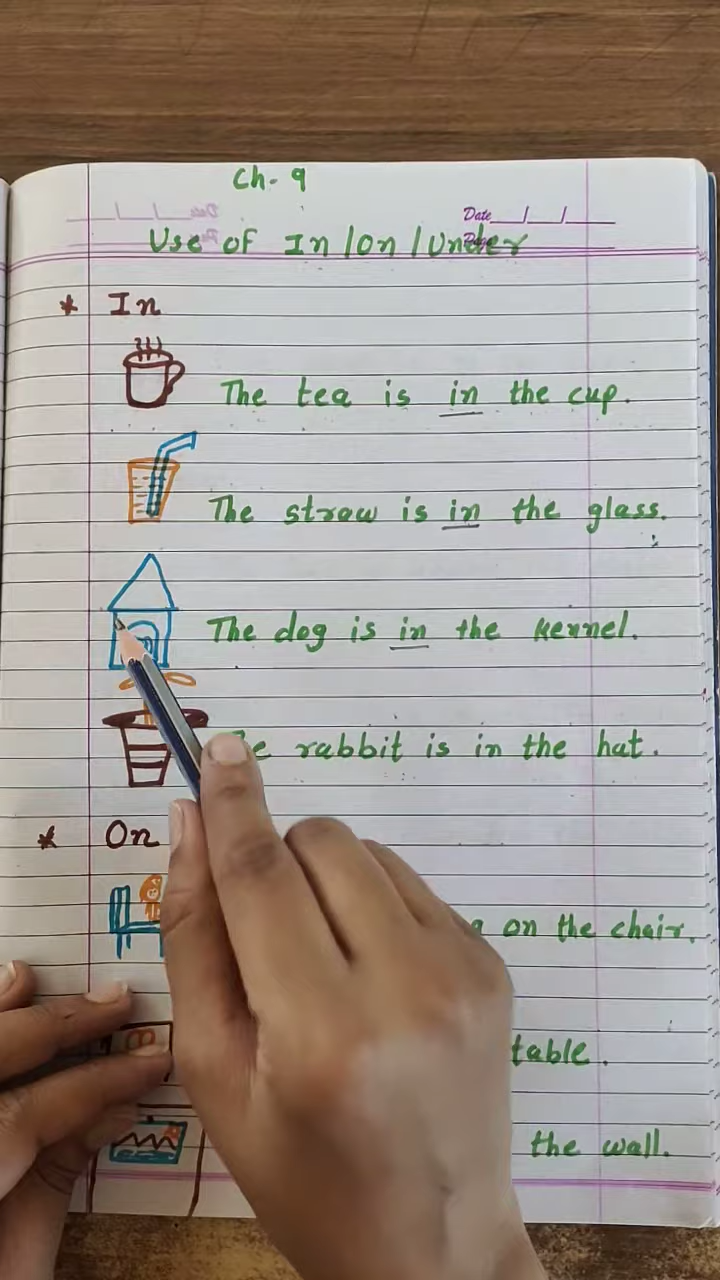 Ch. 9
Date
Use of In/On/Under
* In
The tea is in the cup.
The straw is in the glass.
The dog is in the kennel.
rabbit is in the hat.
* On
on the chair.
table.
the wall.